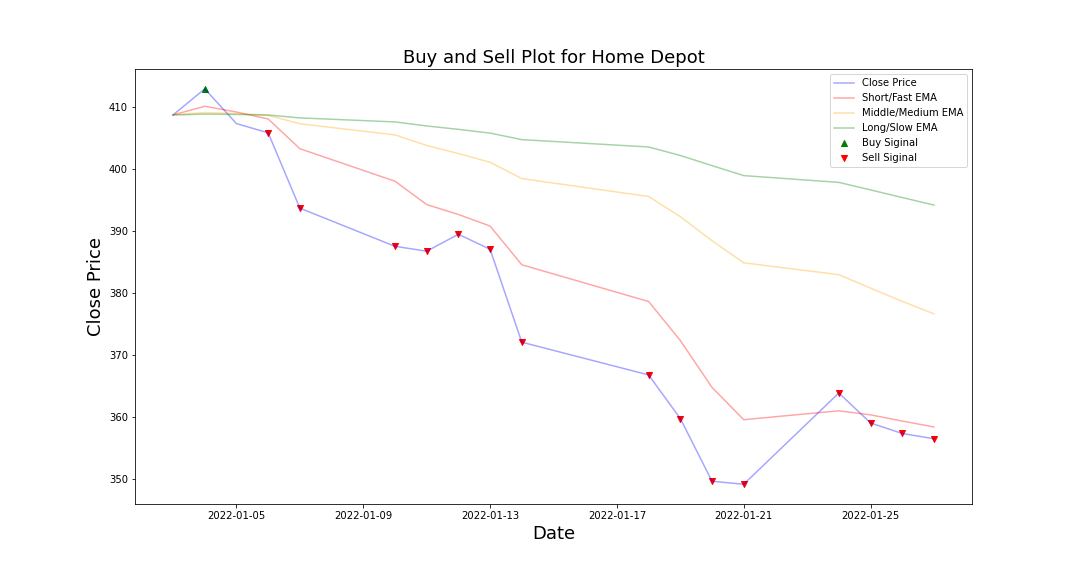 Buy and Sell Plot for Home Depot
Close Price
Short/Fast EMA
Middle/Medium EMA
Long/Slow EMA
Buy Siginal
Sell Siginal
410
400
390
380
370
360
350
Close Price
2022-01-05
2022-01-09
2022-01-13
2022-01-17
2022-01-21
2022-01-25
Date